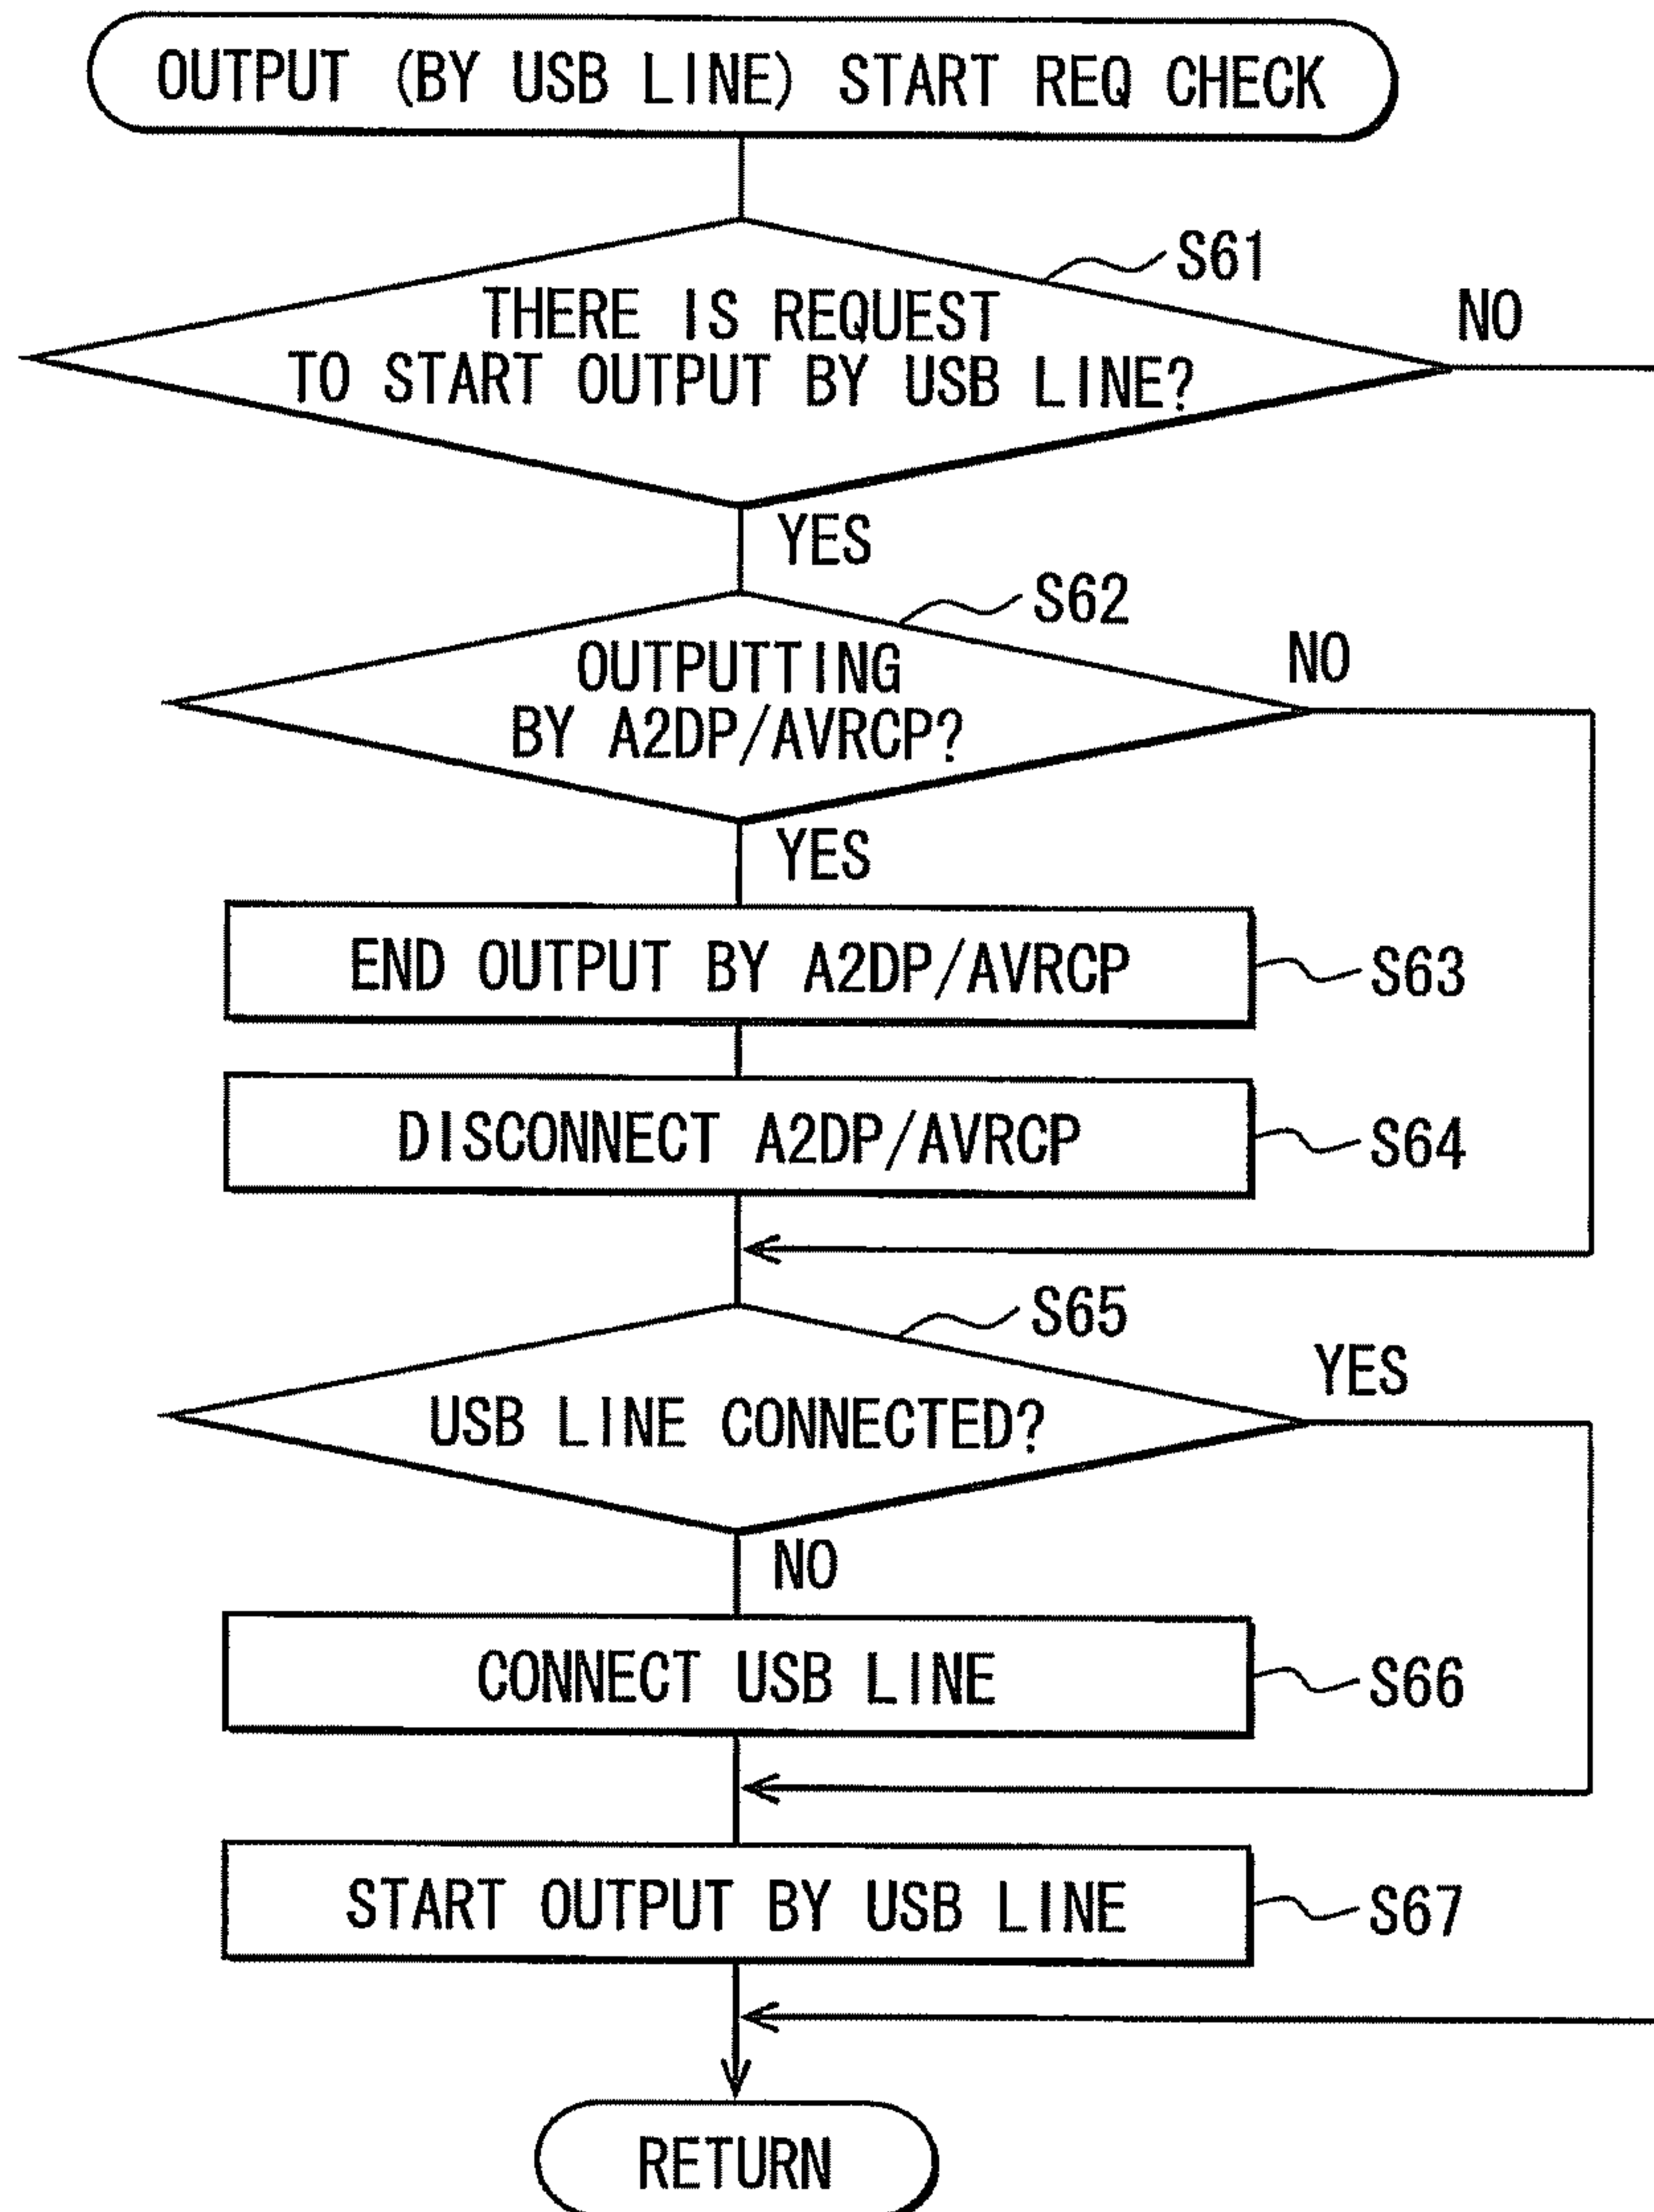 OUTPUT (BY USB LINE) START REQ CHECK
S61
THERE IS REQUEST
TO START OUTPUT BY USB LINE?
NO
YES
S62
OUTPUTTING
BY A2DP/AVRCP?
NO
YES
END OUTPUT BY A2DP/AVRCP
S63
DISCONNECT A2DP/AVRCP
S64
S65
USB LINE CONNECTED?
YES
NO
CONNECT USB LINE
S66
START OUTPUT BY USB LINE
S67
RETURN